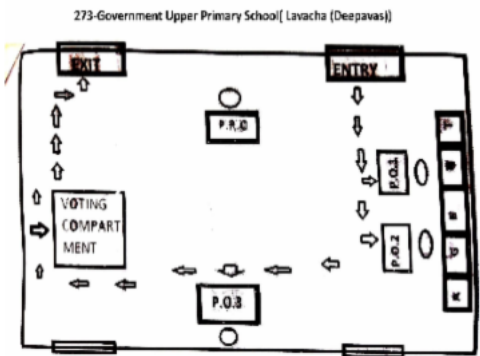 273-Government Upper Primary School[ Lavacha (Deepavas)]
EXIT
ENTRY
P.R.O
P.O.1
VOTING
COMPART
MENT
P.O.2
P.O.3